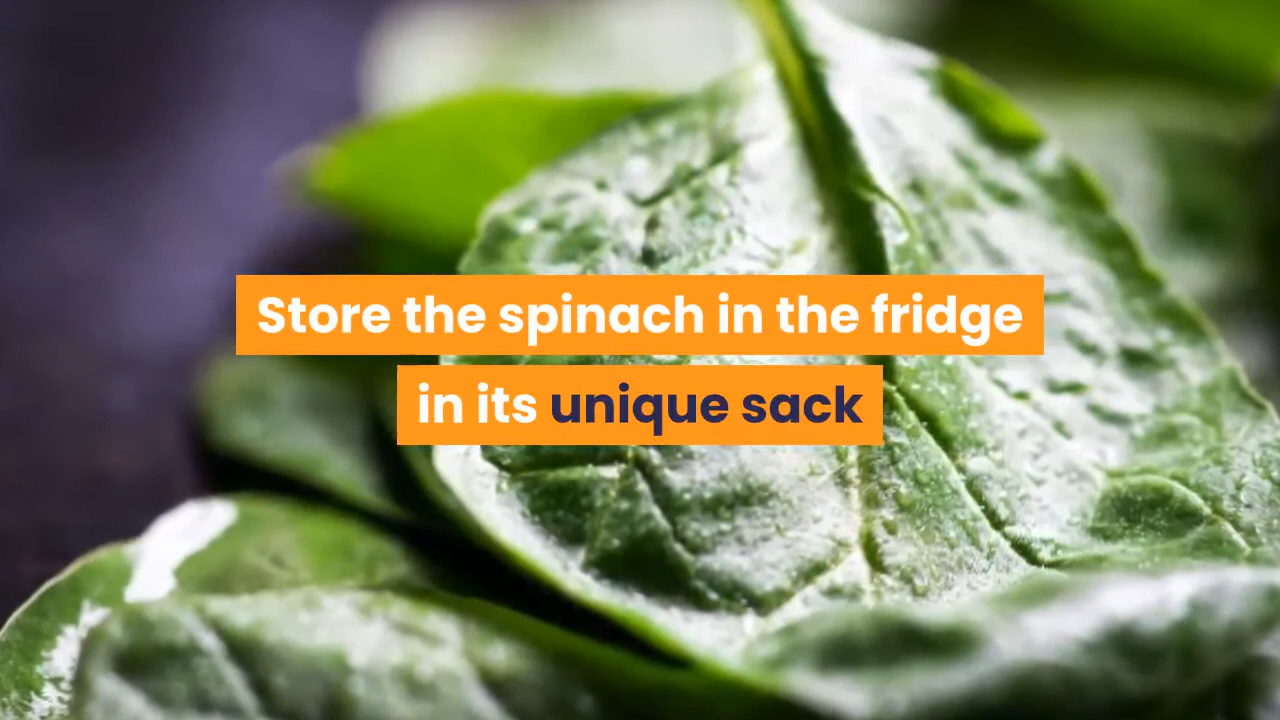 Store the spinach in the fridge
in its unique sack